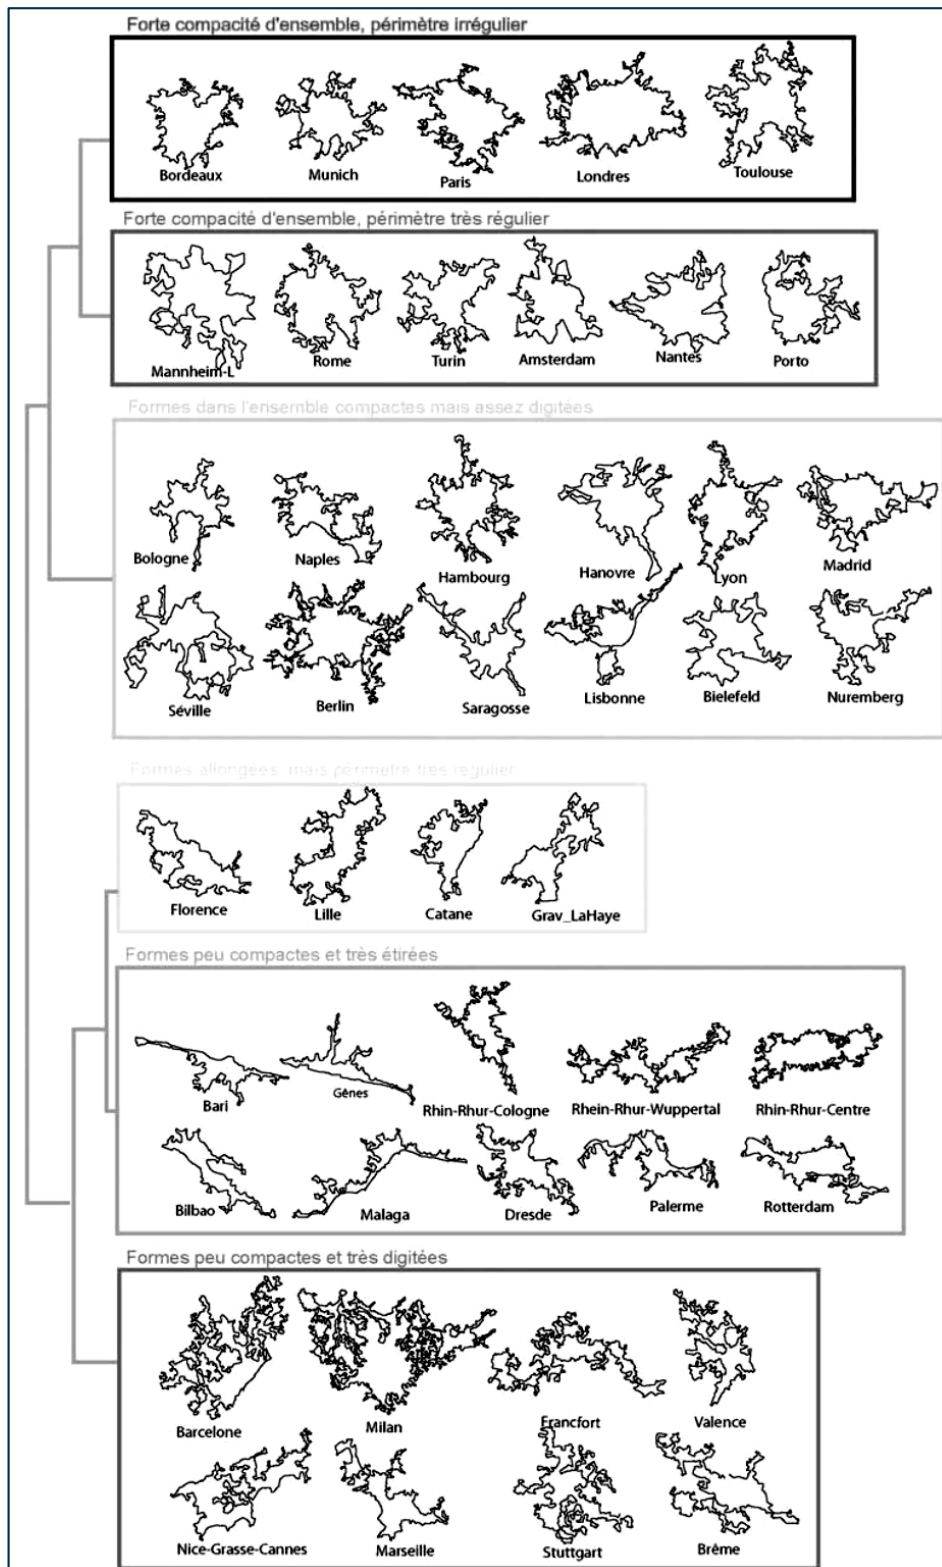 Forte compacité d'ensemble, périmètre irrégulier
Bordeaux Munich Paris Londres Toulouse
Forte compacité d'ensemble, périmètre très régulier
Mannheim-L Rome Turin Amsterdam Nantes Porto
Formes dans l'ensemble compactes mais assez digitées
Bologne Naples Hambourg Hanovre Lyon Madrid
Séville Berlin Saragosse Lisbonne Bielefeld Nuremberg
Formes allongées, mais périmètre très régulier
Florence Lille Catane Grav_LaHaye
Formes peu compactes et très étirées
Bari Gênes Rhin-Rhur-Cologne Rhein-Rhur-Wuppertal Rhin-Rhur-Centre
Bilbao Malaga Dresde Palerme Rotterdam
Formes peu compactes et très digitées
Barcelone Milan Francfort Valence
Nice-Grasse-Cannes Marseille Stuttgart Brême